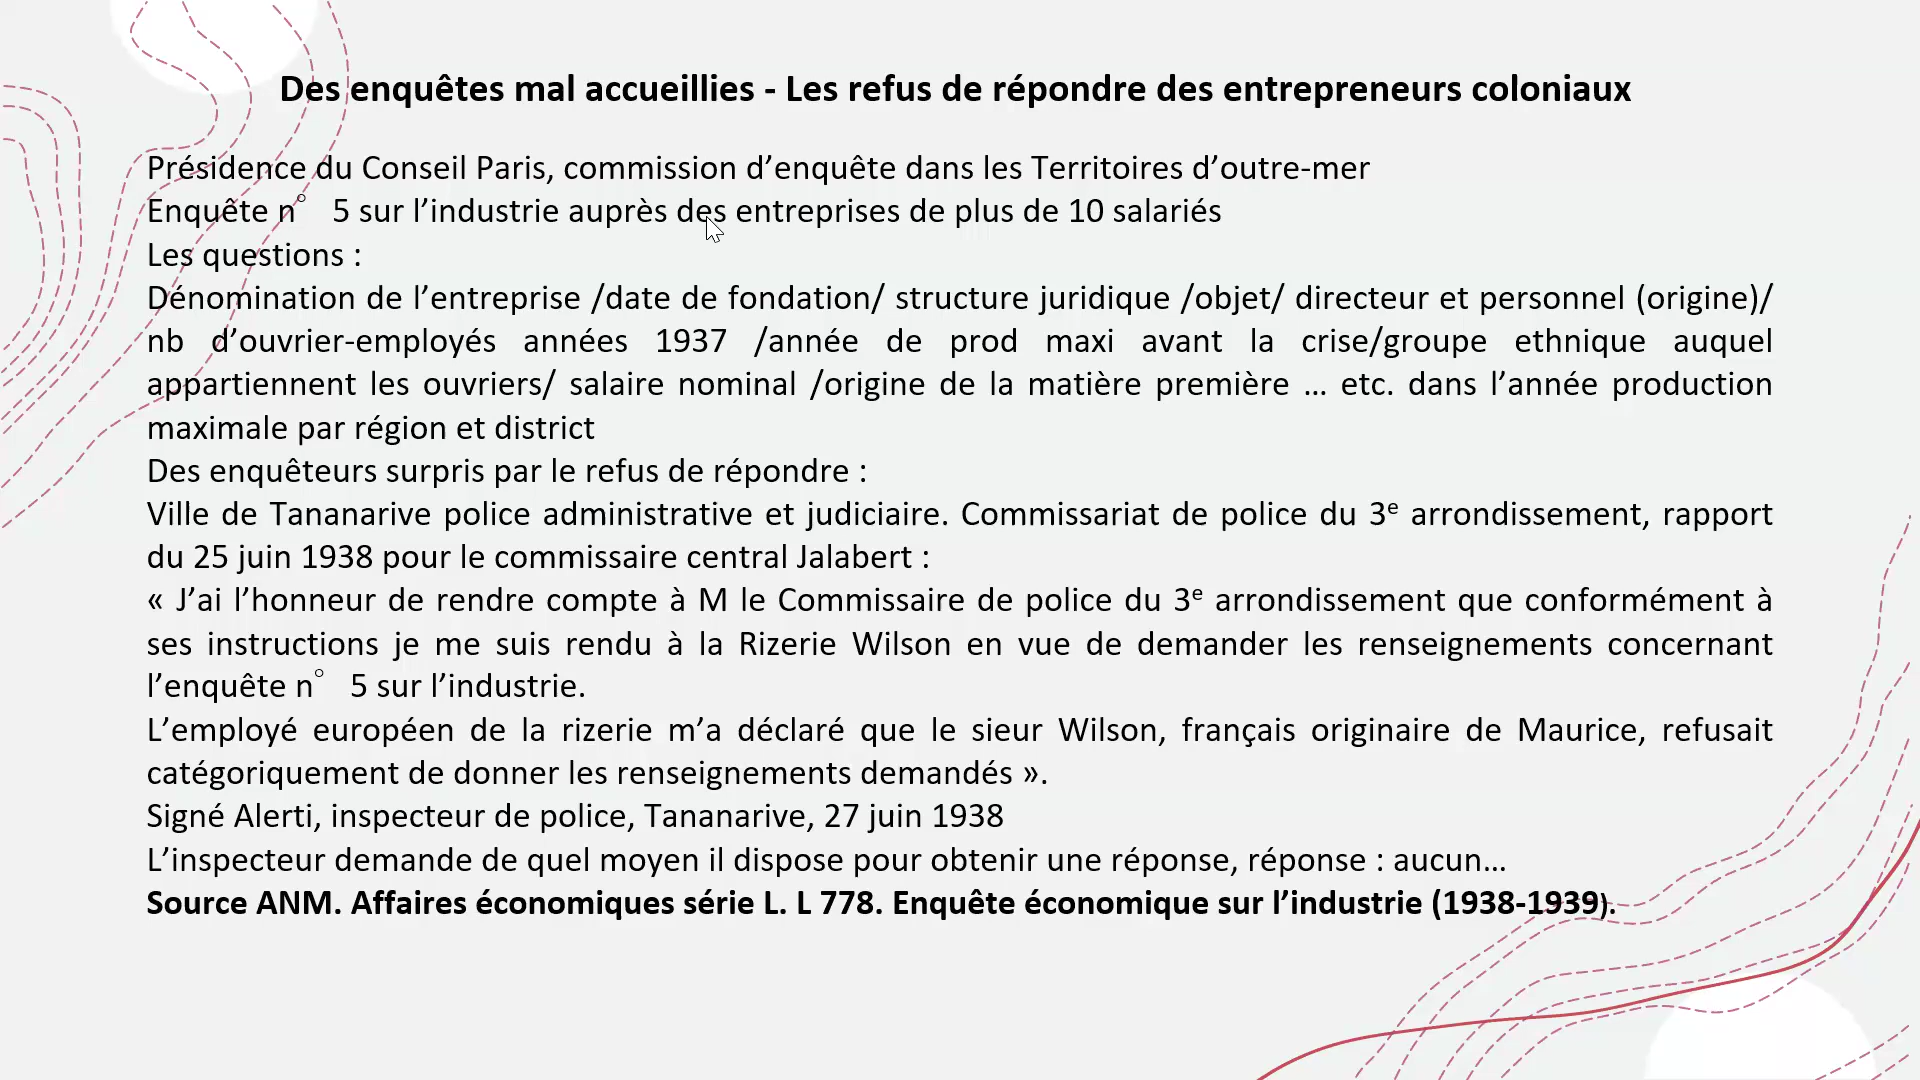 Des enquêtes mal accueillies - Les refus de répondre des entrepreneurs coloniaux
Présidence du Conseil Paris, commission d’enquête dans les Territoires d’outre-mer
Enquête n° 5 sur l’industrie auprès des entreprises de plus de 10 salariés
Les questions :
Dénomination de l’entreprise /date de fondation/ structure juridique /objet/ directeur et personnel (origine)/
nb d’ouvrier-employés années 1937 /année de prod maxi avant la crise/groupe ethnique auquel
appartiennent les ouvriers/ salaire nominal /origine de la matière première … etc. dans l’année production
maximale par région et district
Des enquêteurs surpris par le refus de répondre :
Ville de Tananarive police administrative et judiciaire. Commissariat de police du 3e arrondissement, rapport
du 25 juin 1938 pour le commissaire central Jalabert :
« J’ai l’honneur de rendre compte à M le Commissaire de police du 3e arrondissement que conformément à
ses instructions je me suis rendu à la Rizerie Wilson en vue de demander les renseignements concernant
l’enquête n° 5 sur l’industrie.
L’employé européen de la rizerie m’a déclaré que le sieur Wilson, français originaire de Maurice, refusait
catégoriquement de donner les renseignements demandés ».
Signé Alerti, inspecteur de police, Tananarive, 27 juin 1938
L’inspecteur demande de quel moyen il dispose pour obtenir une réponse, réponse : aucun…
Source ANM. Affaires économiques série L. L 778. Enquête économique sur l’industrie (1938-1939).